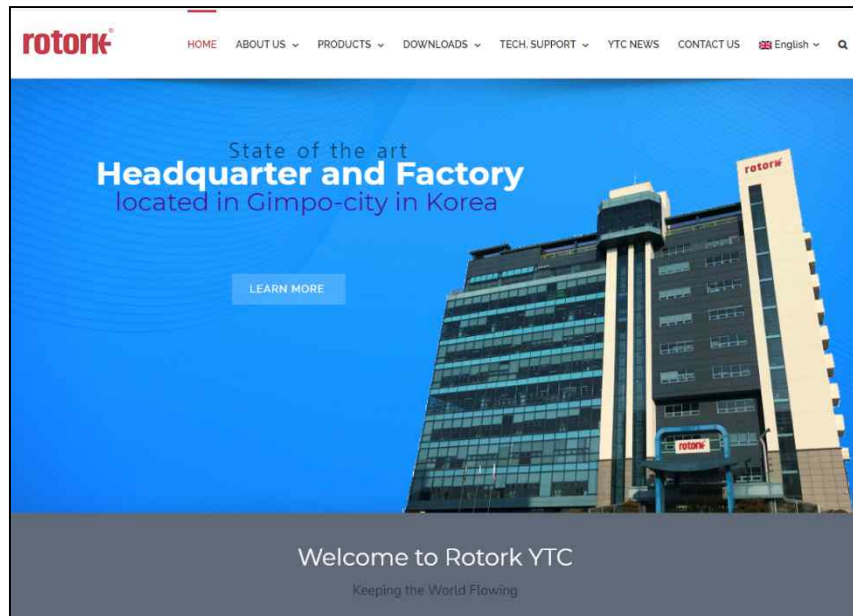 rotork®
HOME ABOUT US PRODUCTS DOWNLOADS TECH. SUPPORT YTC NEWS CONTACT US English
State of the art
Headquarter and Factory
located in Gimpo-city in Korea
LEARN MORE
rotork
rotork
Welcome to Rotork YTC
Keeping the World Flowing